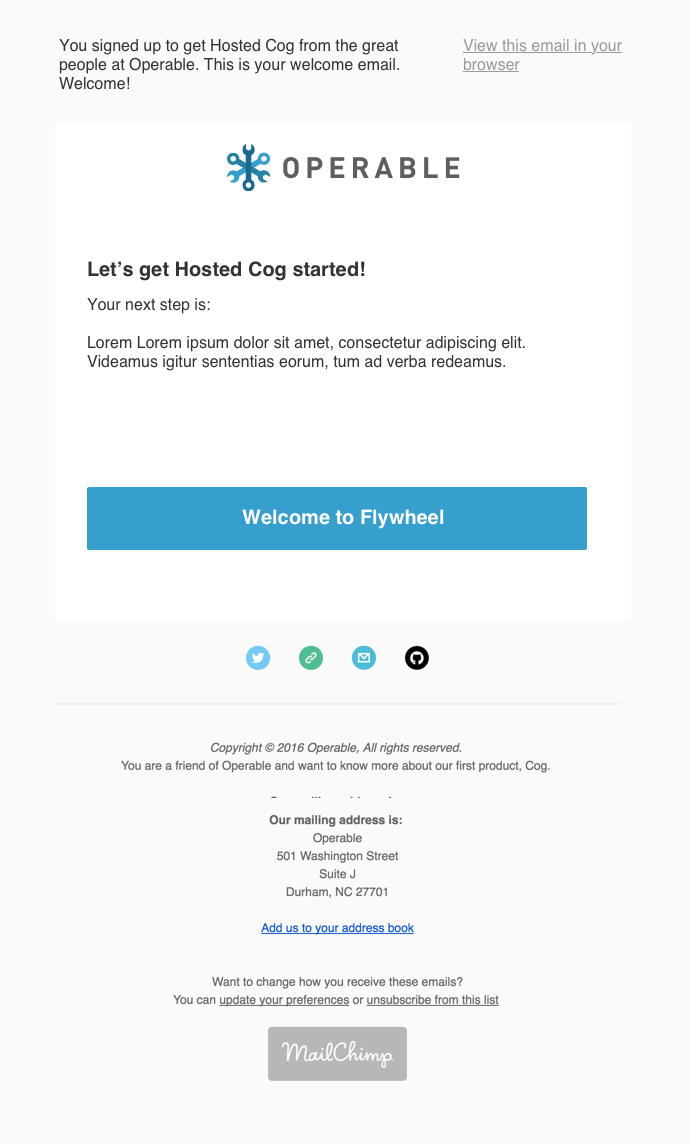 You signed up to get Hosted Cog from the great
people at Operable. This is your welcome email.
Welcome!
View this email in your
browser
OPERABLE
Let’s get Hosted Cog started!
Your next step is:
Lorem Lorem ipsum dolor sit amet, consectetur adipiscing elit.
Videamus igitur sententias eorum, tum ad verba redeamus.
Welcome to Flywheel
Copyright © 2016 Operable, All rights reserved.
You are a friend of Operable and want to know more about our first product, Cog.
Our mailing address is:
Operable
501 Washington Street
Suite J
Durham, NC 27701
Add us to your address book
Want to change how you receive these emails?
You can update your preferences or unsubscribe from this list
MailChimp